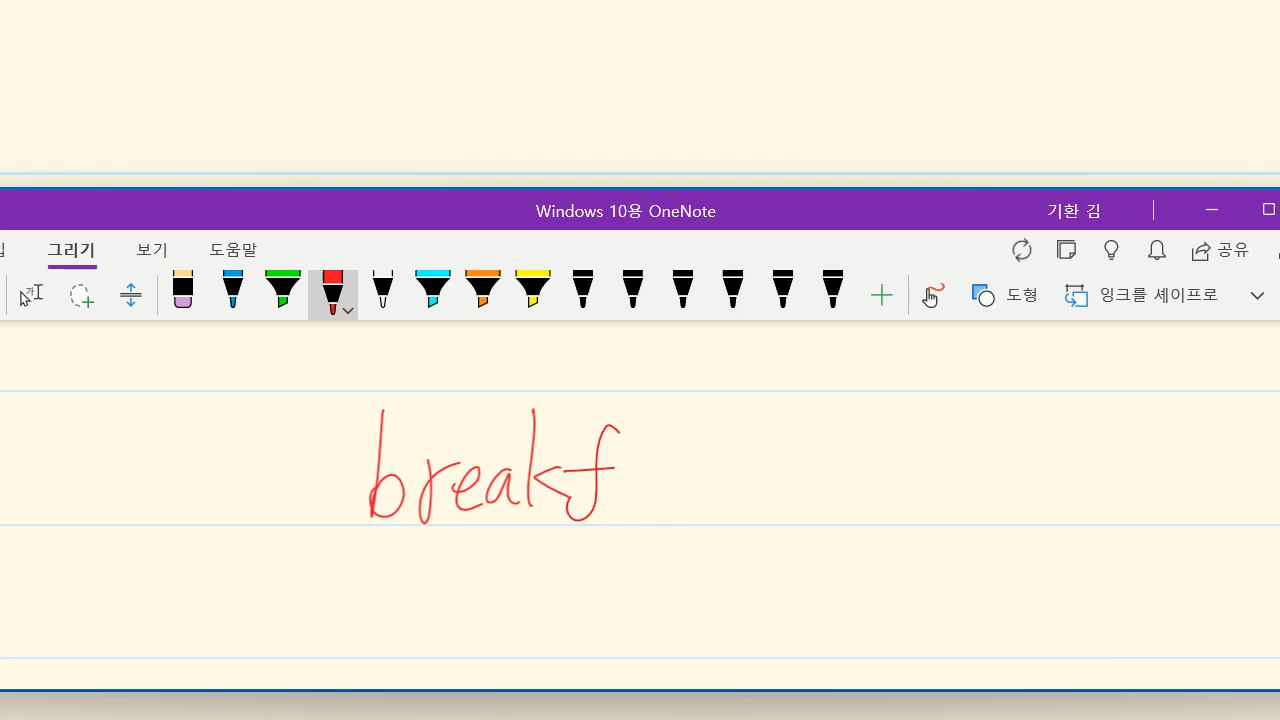 Windows 10용 OneNote 기환 김
그리기 보기 도움말 공유
도형 잉크를 셰이프로
breakf